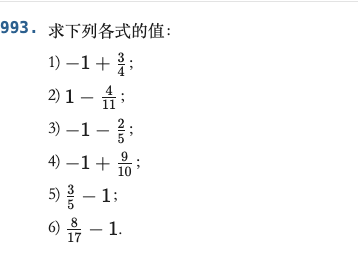 993. 求下列各式的值:
1) −1 + 3/4;
2) 1 − 4/11;
3) −1 − 2/5;
4) −1 + 9/10;
5) 3/5 − 1;
6) 8/17 − 1.